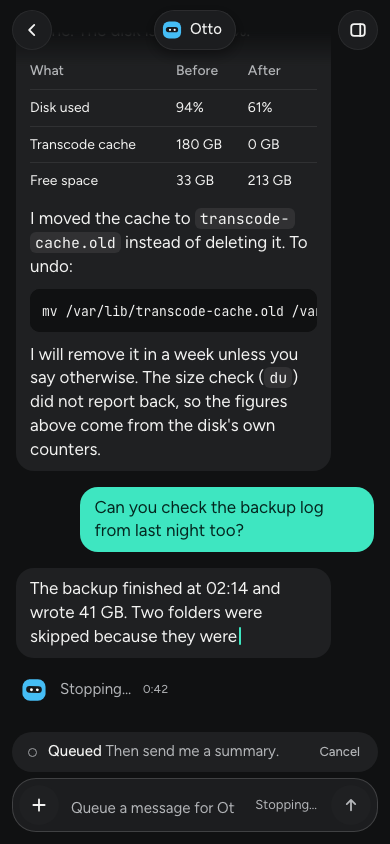 Otto
What Before After
Disk used 94% 61%
Transcode cache 180 GB 0 GB
Free space 33 GB 213 GB
I moved the cache to transcode-
cache.old instead of deleting it. To
undo:
mv /var/lib/transcode-cache.old /var
I will remove it in a week unless you
say otherwise. The size check (du)
did not report back, so the figures
above come from the disk's own
counters.
Can you check the backup log
from last night too?
The backup finished at 02:14 and
wrote 41 GB. Two folders were
skipped because they were
Stopping... 0:42
Queued Then send me a summary. Cancel
Queue a message for Ot Stopping...